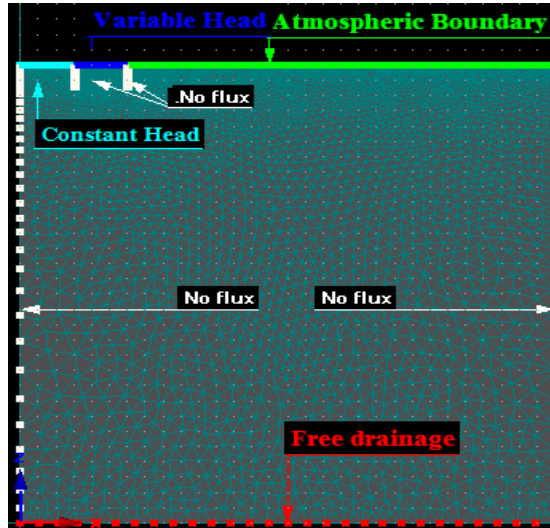 Variable Head
Atmospheric Boundary
.No flux
Constant Head
No flux
No flux
Free drainage
Z